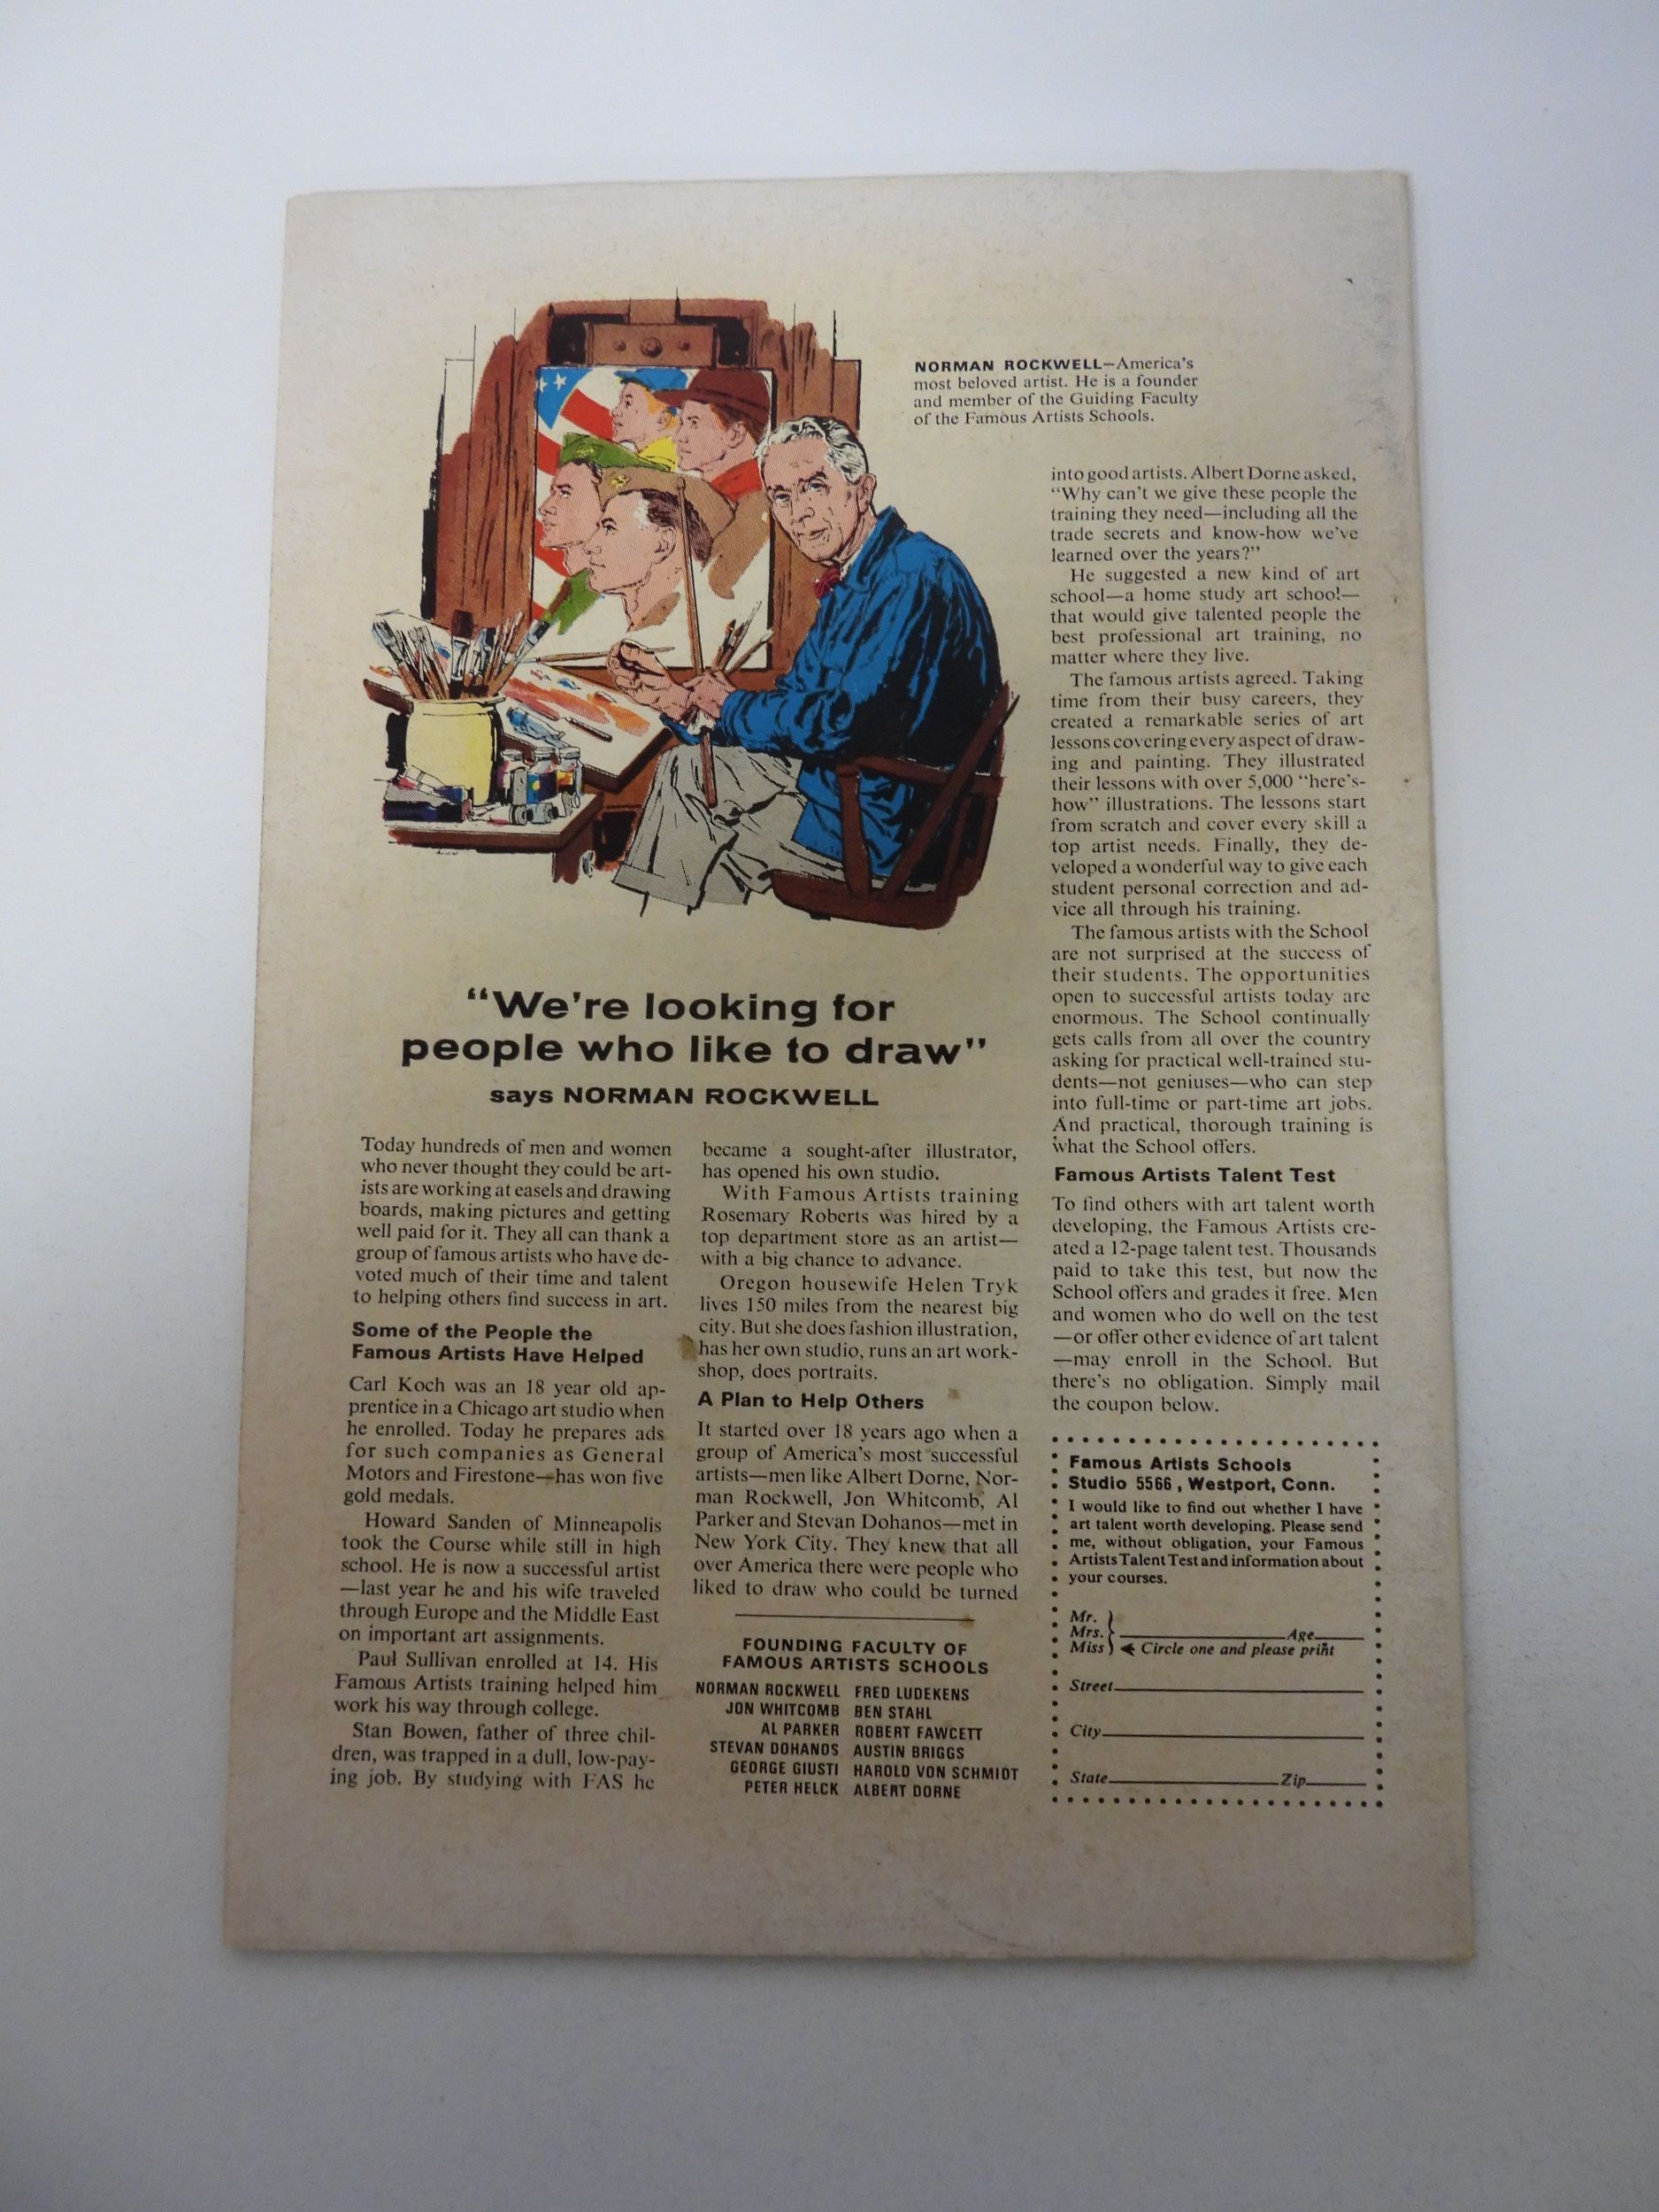 NORMAN ROCKWELL—America's
most beloved artist. He is a founder
and member of the Guiding Faculty
of the Famous Artists Schools.
"We're looking for
people who like to draw"
says NORMAN ROCKWELL
Today hundreds of men and women
who never thought they could be art-
ists are working at easels and drawing
boards, making pictures and getting
well paid for it. They all can thank a
group of famous artists who have de-
voted much of their time and talent
to helping others find success in art.
Some of the People the
Famous Artists Have Helped
Carl Koch was an 18 year old ap-
prentice in a Chicago art studio when
he enrolled. Today he prepares ads
for such companies as General
Motors and Firestone—has won five
gold medals.
Howard Sanden of Minneapolis
took the Course while still in high
school. He is now a successful artist
—last year he and his wife traveled
through Europe and the Middle East
on important art assignments.
Paul Sullivan enrolled at 14. His
Famous Artists training helped him
work his way through college.
Stan Bowen, father of three chil-
dren, was trapped in a dull, low-pay-
ing job. By studying with FAS he
became a sought-after illustrator,
has opened his own studio.
With Famous Artists training
Rosemary Roberts was hired by a
top department store as an artist—
with a big chance to advance.
Oregon housewife Helen Tryk
lives 150 miles from the nearest big
city. But she does fashion illustration,
has her own studio, runs an art work-
shop, does portraits.
A Plan to Help Others
It started over 18 years ago when a
group of America's most successful
artists—men like Albert Dorne, Nor-
man Rockwell, Jon Whitcomb, Al
Parker and Stevan Dohanos—met in
New York City. They knew that all
over America there were people who
liked to draw who could be turned
FOUNDING FACULTY OF
FAMOUS ARTISTS SCHOOLS
NORMAN ROCKWELL FRED LUDEKENS
JON WHITCOMB BEN STAHL
AL PARKER ROBERT FAWCETT
STEVAN DOHANOS AUSTIN BRIGGS
GEORGE GIUSTI HAROLD VON SCHMIDT
PETER HELCK ALBERT DORNE
into good artists. Albert Dorne asked,
"Why can't we give these people the
training they need—including all the
trade secrets and know-how we've
learned over the years?"
He suggested a new kind of art
school—a home study art school—
that would give talented people the
best professional art training, no
matter where they live.
The famous artists agreed. Taking
time from their busy careers, they
created a remarkable series of art
lessons covering every aspect of draw-
ing and painting. They illustrated
their lessons with over 5,000 "here's-
how" illustrations. The lessons start
from scratch and cover every skill a
top artist needs. Finally, they de-
veloped a wonderful way to give each
student personal correction and ad-
vice all through his training.
The famous artists with the School
are not surprised at the success of
their students. The opportunities
open to successful artists today are
enormous. The School continually
gets calls from all over the country
asking for practical well-trained stu-
dents—not geniuses—who can step
into full-time or part-time art jobs.
And practical, thorough training is
what the School offers.
Famous Artists Talent Test
To find others with art talent worth
developing, the Famous Artists cre-
ated a 12-page talent test. Thousands
paid to take this test, but now the
School offers and grades it free. Men
and women who do well on the test
—or offer other evidence of art talent
—may enroll in the School. But
there's no obligation. Simply mail
the coupon below.
Famous Artists Schools
Studio 5566, Westport, Conn.
I would like to find out whether I have
art talent worth developing. Please send
me, without obligation, your Famous
Artists Talent Test and information about
your courses.
Mr.
Mrs. Age
Miss Circle one and please print
Street
City
State Zip